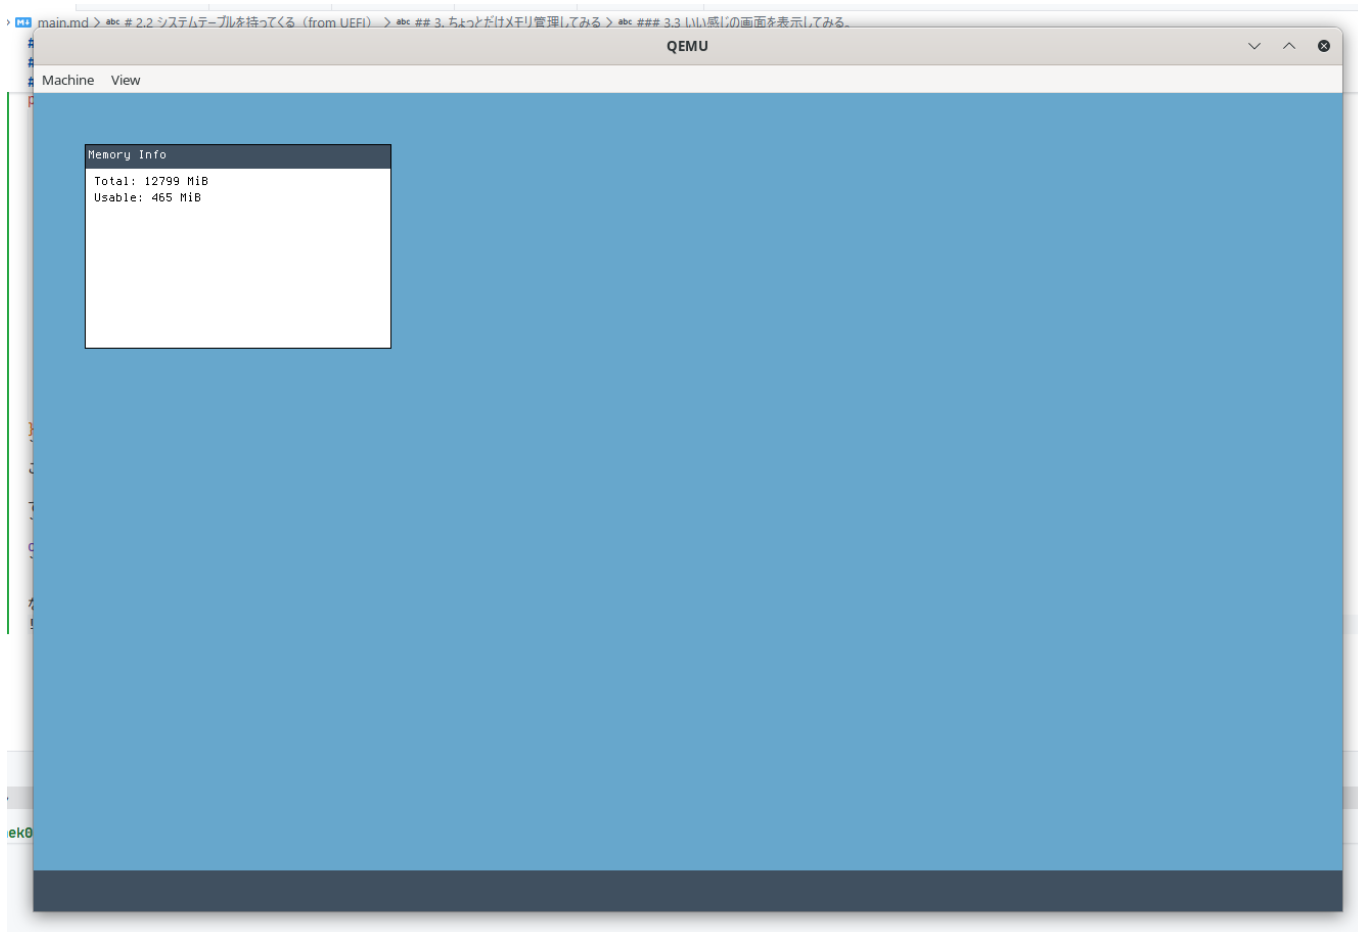 main.md > # 2.2 システムテーブルを持ってくる（from UEFI） > ## 3. ちょっとだけメモリ管理してみる > ### 3.3 いい感じの画面を表示してみる。
QEMU
Machine View
Memory Info
Total: 12799 MiB
Usable: 465 MiB
ek0